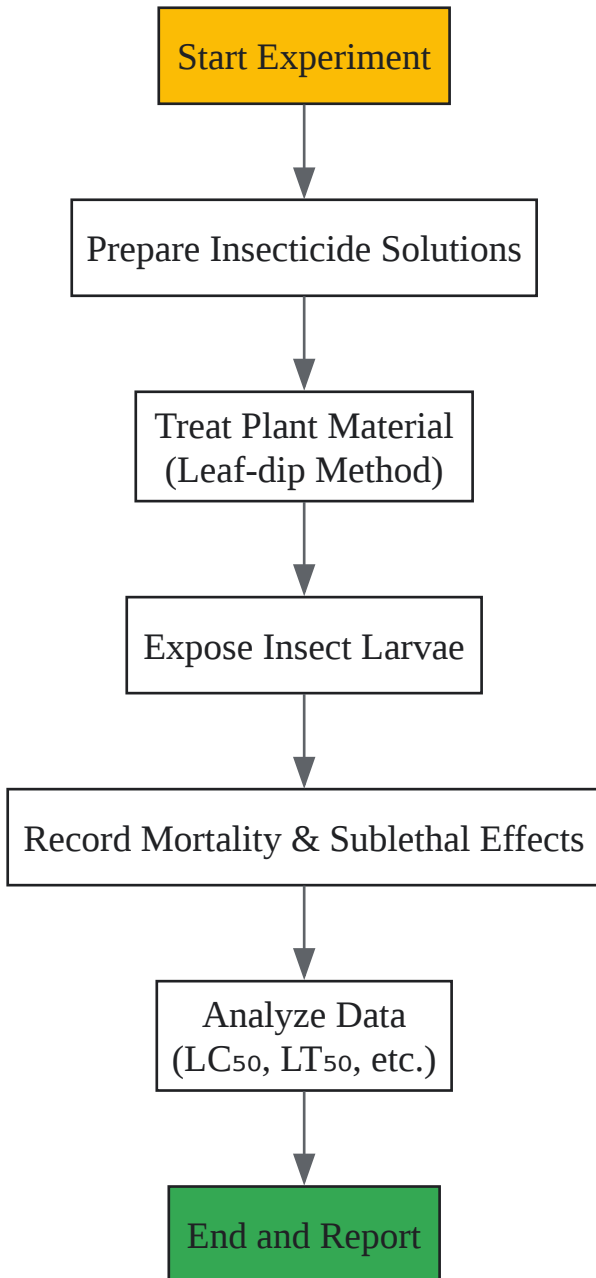 Start Experiment
Prepare Insecticide Solutions
Treat Plant Material
(Leaf-dip Method)
Expose Insect Larvae
Record Mortality & Sublethal Effects
Analyze Data
(LC₅₀, LT₅₀, etc.)
End and Report